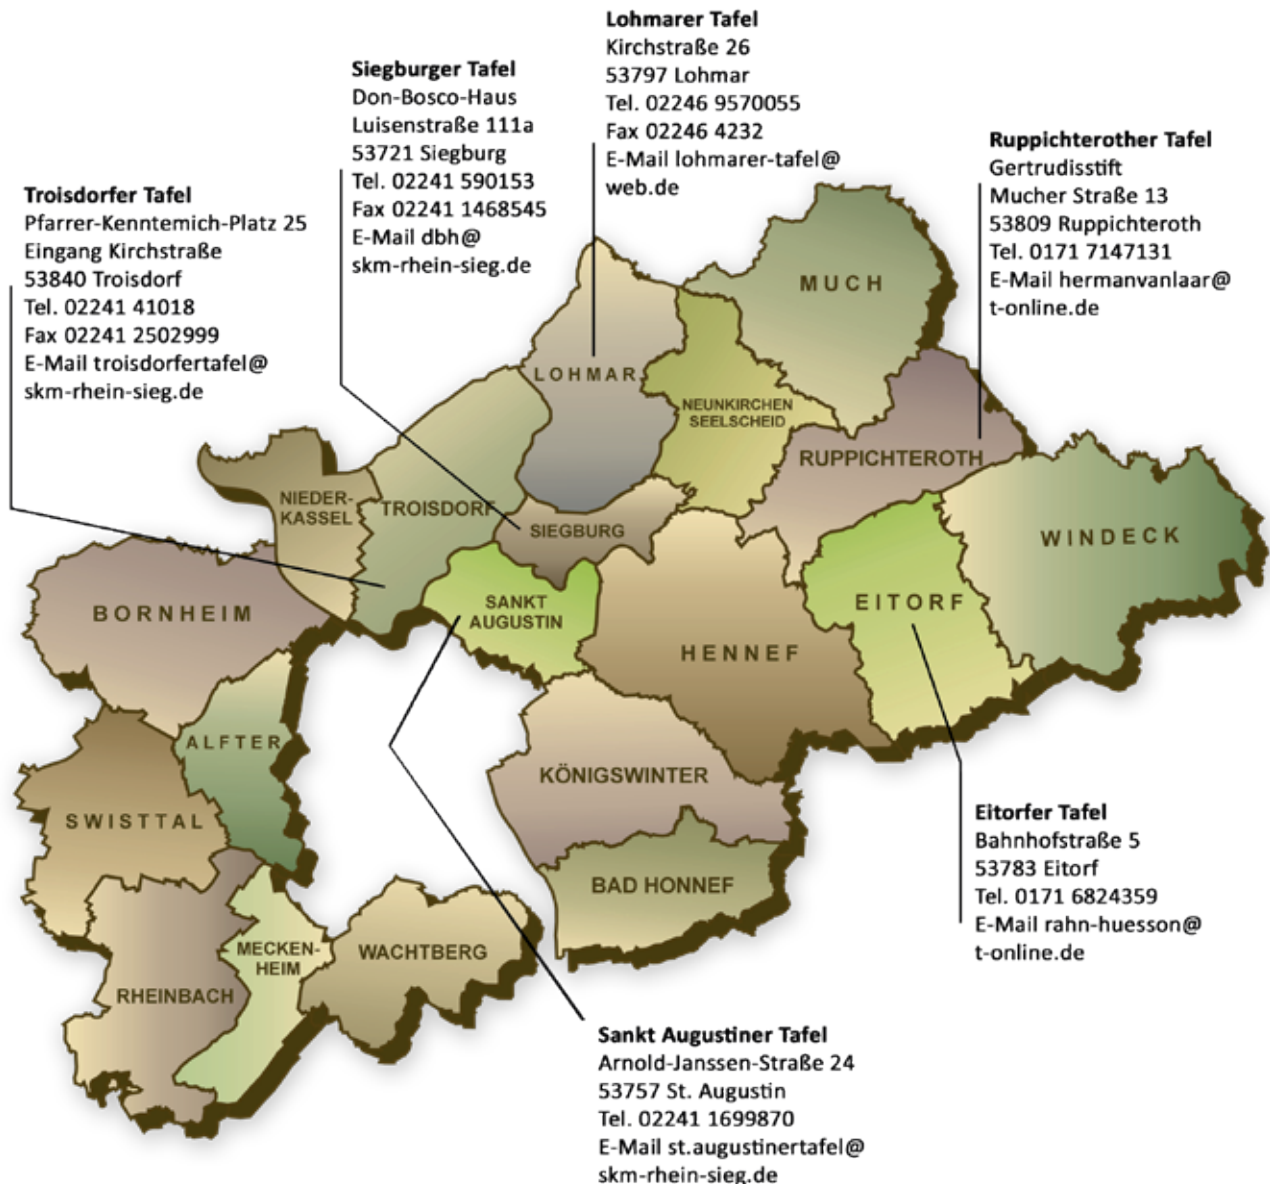 Lohmarer Tafel
Kirchstraße 26
53797 Lohmar
Tel. 02246 9570055
Fax 02246 4232
E-Mail lohmarer-tafel@
web.de
Siegburger Tafel
Don-Bosco-Haus
Luisenstraße 111a
53721 Siegburg
Tel. 02241 590153
Fax 02241 1468545
E-Mail dbh@
skm-rhein-sieg.de
Ruppichterother Tafel
Gertrudisstift
Mucher Straße 13
53809 Ruppichteroth
Tel. 0171 7147131
E-Mail hermanvanlaar@
t-online.de
Troisdorfer Tafel
Pfarrer-Kenntemich-Platz 25
Eingang Kirchstraße
53840 Troisdorf
Tel. 02241 41018
Fax 02241 2502999
E-Mail troisdorfertafel@
skm-rhein-sieg.de
MUCH
LOHMAR
NEUNKIRCHEN
SEELSCHEID
RUPPICHTEROTH
NIEDER-
KASSEL
TROISDORF
SIEGBURG
WINDECK
BORNHEIM
SANKT
AUGUSTIN
EITORF
HENNEF
ALFTER
KÖNIGSWINTER
SWISTTAL
BAD HONNEF
MECKEN-
HEIM
WACHTBERG
RHEINBACH
Eitorfer Tafel
Bahnhofstraße 5
53783 Eitorf
Tel. 0171 6824359
E-Mail rahn-huesson@
t-online.de
Sankt Augustiner Tafel
Arnold-Janssen-Straße 24
53757 St. Augustin
Tel. 02241 1699870
E-Mail st.augustinertafel@
skm-rhein-sieg.de